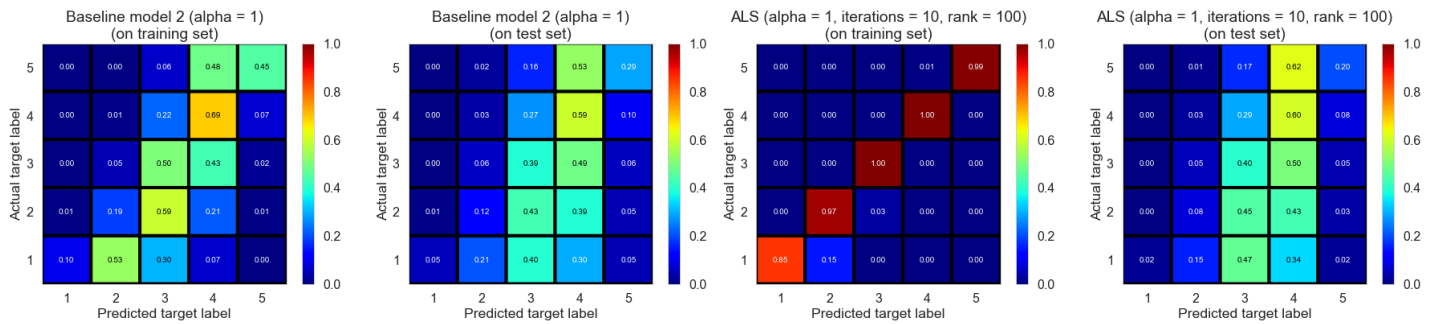 Baseline model 2 (alpha = 1)
(on training set)
Actual target label
5 0.00 0.00 0.06 0.48 0.45
4 0.00 0.01 0.22 0.69 0.07
3 0.00 0.05 0.50 0.43 0.02
2 0.01 0.19 0.59 0.21 0.01
1 0.10 0.53 0.30 0.07 0.00
1 2 3 4 5
Predicted target label
1.0
0.8
0.6
0.4
0.2
0.0
Baseline model 2 (alpha = 1)
(on test set)
Actual target label
5 0.00 0.02 0.16 0.53 0.29
4 0.00 0.03 0.27 0.59 0.10
3 0.00 0.06 0.39 0.49 0.06
2 0.01 0.12 0.43 0.39 0.05
1 0.05 0.21 0.40 0.30 0.05
1 2 3 4 5
Predicted target label
1.0
0.8
0.6
0.4
0.2
0.0
ALS (alpha = 1, iterations = 10, rank = 100)
(on training set)
Actual target label
5 0.00 0.00 0.00 0.01 0.99
4 0.00 0.00 0.00 1.00 0.00
3 0.00 0.00 1.00 0.00 0.00
2 0.00 0.97 0.03 0.00 0.00
1 0.85 0.15 0.00 0.00 0.00
1 2 3 4 5
Predicted target label
1.0
0.8
0.6
0.4
0.2
0.0
ALS (alpha = 1, iterations = 10, rank = 100)
(on test set)
Actual target label
5 0.00 0.01 0.17 0.62 0.20
4 0.00 0.03 0.29 0.60 0.08
3 0.00 0.05 0.40 0.50 0.05
2 0.00 0.08 0.45 0.43 0.03
1 0.02 0.15 0.47 0.34 0.02
1 2 3 4 5
Predicted target label
1.0
0.8
0.6
0.4
0.2
0.0